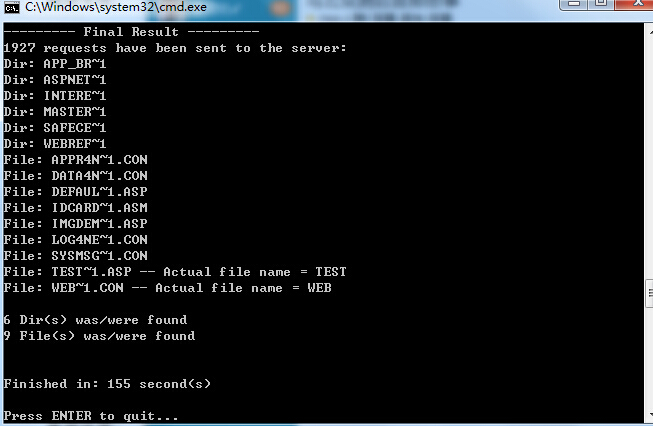 C:\Windows\system32\cmd.exe
--------- Final Result ---------
1927 requests have been sent to the server:
Dir: APP_BR~1
Dir: ASPNET~1
Dir: INTERE~1
Dir: MASTER~1
Dir: SAFECE~1
Dir: WEBREF~1
File: APPR4N~1.CON
File: DATA4N~1.CON
File: DEFAUL~1.ASP
File: IDCARD~1.ASM
File: IMGDEM~1.ASP
File: LOG4NE~1.CON
File: SYSMSG~1.CON
File: TEST~1.ASP -- Actual file name = TEST
File: WEB~1.CON -- Actual file name = WEB
6 Dir(s) was/were found
9 File(s) was/were found
Finished in: 155 second(s)
Press ENTER to quit...